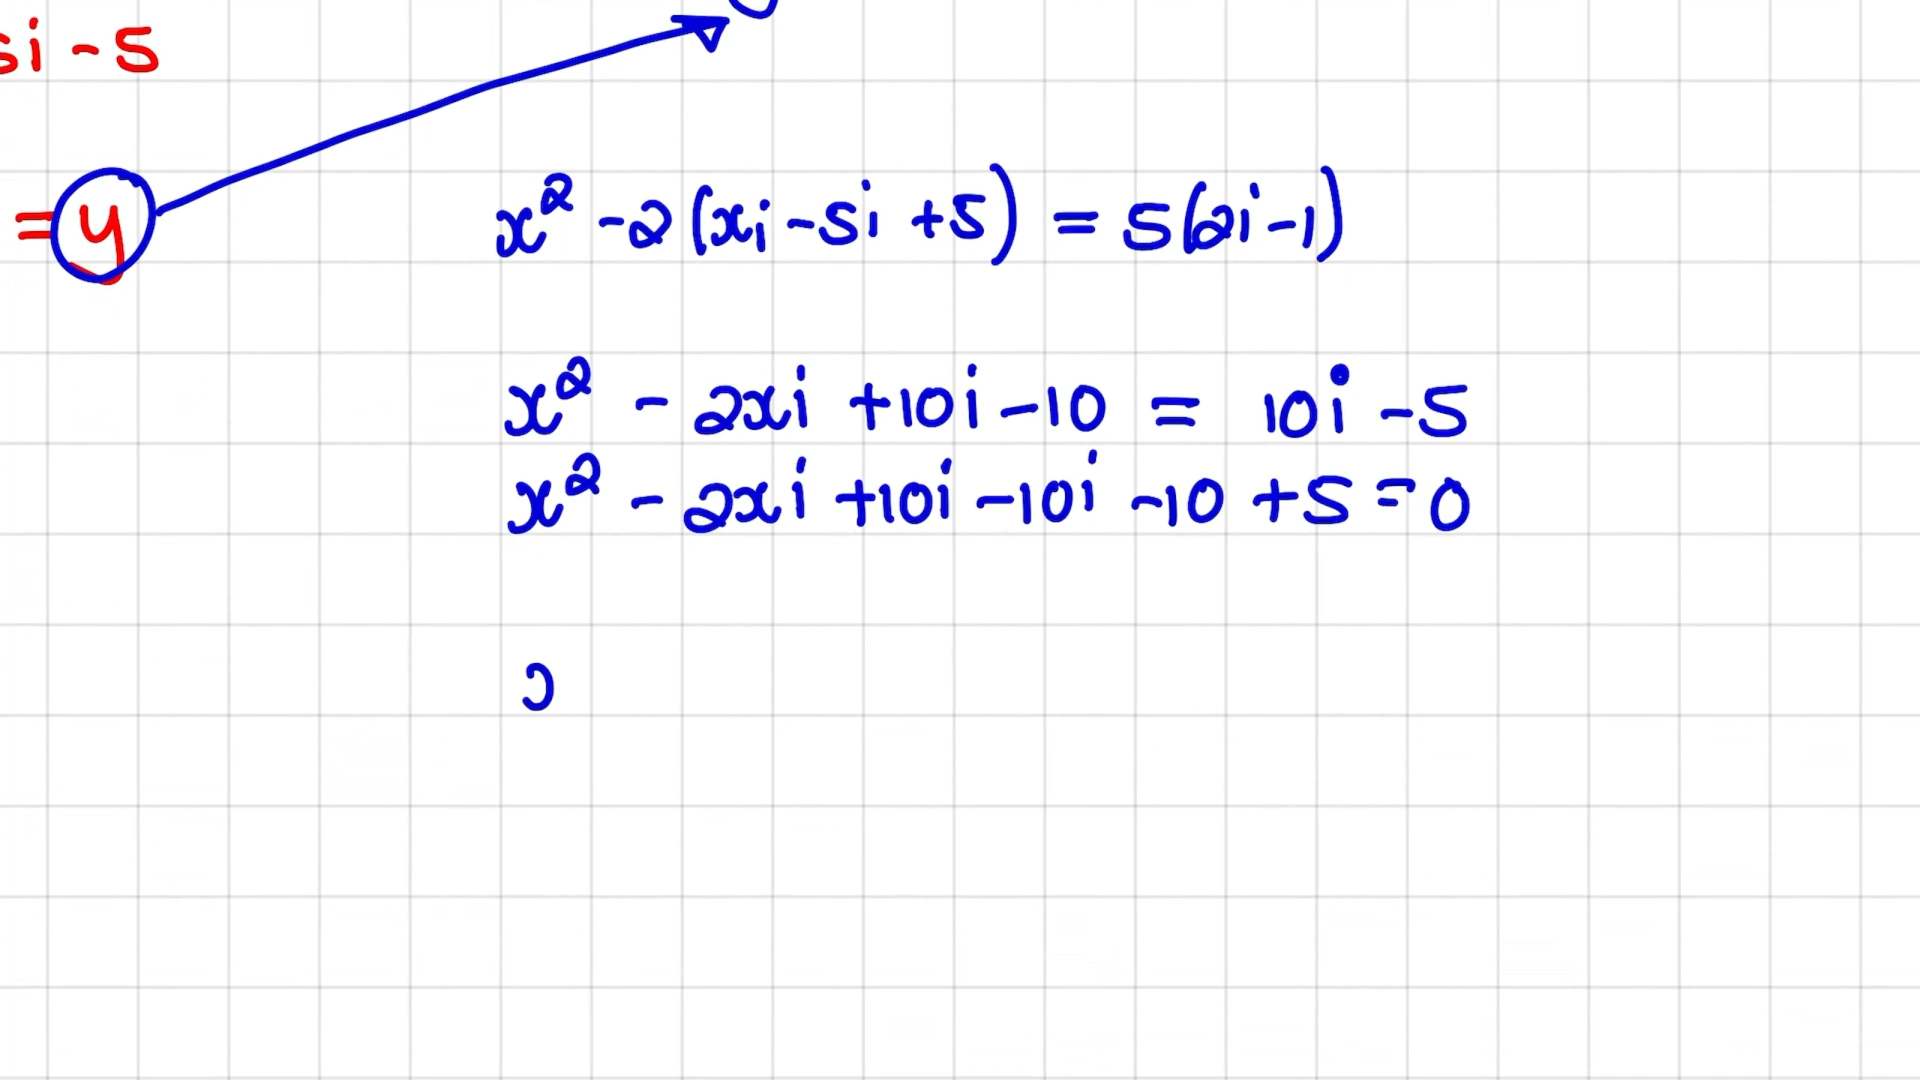 5i - 5
= y
x² - 2(xi - 5i + 5) = 5(2i - 1)
x² - 2xi + 10i - 10 = 10i - 5
x² - 2xi + 10i - 10i - 10 + 5 = 0